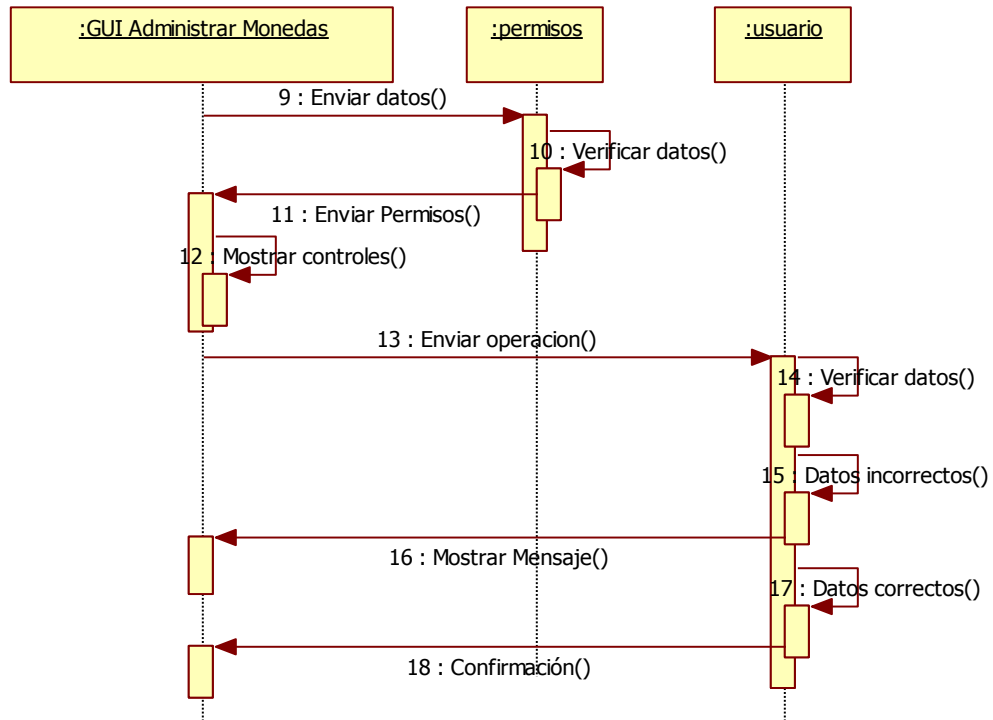 :GUI Administrar Monedas
:permisos
:usuario
9 : Enviar datos()
10 : Verificar datos()
11 : Enviar Permisos()
12 : Mostrar controles()
13 : Enviar operacion()
14 : Verificar datos()
15 : Datos incorrectos()
16 : Mostrar Mensaje()
17 : Datos correctos()
18 : Confirmación()